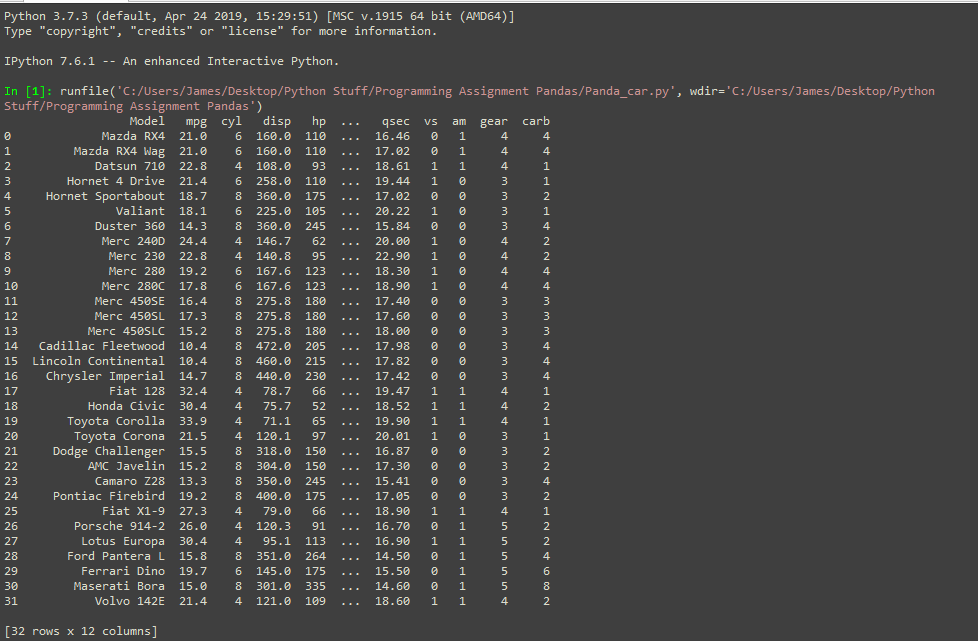 Python 3.7.3 (default, Apr 24 2019, 15:29:51) [MSC v.1915 64 bit (AMD64)]
Type "copyright", "credits" or "license" for more information.

IPython 7.6.1 -- An enhanced Interactive Python.

In [1]: runfile('C:/Users/James/Desktop/Python Stuff/Programming Assignment Pandas/Panda_car.py', wdir='C:/Users/James/Desktop/Python
Stuff/Programming Assignment Pandas')
                  Model   mpg  cyl   disp   hp  ...   qsec  vs  am  gear  carb
0             Mazda RX4  21.0    6  160.0  110  ...  16.46   0   1     4     4
1         Mazda RX4 Wag  21.0    6  160.0  110  ...  17.02   0   1     4     4
2            Datsun 710  22.8    4  108.0   93  ...  18.61   1   1     4     1
3        Hornet 4 Drive  21.4    6  258.0  110  ...  19.44   1   0     3     1
4     Hornet Sportabout  18.7    8  360.0  175  ...  17.02   0   0     3     2
5               Valiant  18.1    6  225.0  105  ...  20.22   1   0     3     1
6            Duster 360  14.3    8  360.0  245  ...  15.84   0   0     3     4
7             Merc 240D  24.4    4  146.7   62  ...  20.00   1   0     4     2
8              Merc 230  22.8    4  140.8   95  ...  22.90   1   0     4     2
9              Merc 280  19.2    6  167.6  123  ...  18.30   1   0     4     4
10            Merc 280C  17.8    6  167.6  123  ...  18.90   1   0     4     4
11           Merc 450SE  16.4    8  275.8  180  ...  17.40   0   0     3     3
12           Merc 450SL  17.3    8  275.8  180  ...  17.60   0   0     3     3
13          Merc 450SLC  15.2    8  275.8  180  ...  18.00   0   0     3     3
14   Cadillac Fleetwood  10.4    8  472.0  205  ...  17.98   0   0     3     4
15  Lincoln Continental  10.4    8  460.0  215  ...  17.82   0   0     3     4
16    Chrysler Imperial  14.7    8  440.0  230  ...  17.42   0   0     3     4
17             Fiat 128  32.4    4   78.7   66  ...  19.47   1   1     4     1
18          Honda Civic  30.4    4   75.7   52  ...  18.52   1   1     4     2
19       Toyota Corolla  33.9    4   71.1   65  ...  19.90   1   1     4     1
20        Toyota Corona  21.5    4  120.1   97  ...  20.01   1   0     3     1
21     Dodge Challenger  15.5    8  318.0  150  ...  16.87   0   0     3     2
22          AMC Javelin  15.2    8  304.0  150  ...  17.30   0   0     3     2
23           Camaro Z28  13.3    8  350.0  245  ...  15.41   0   0     3     4
24     Pontiac Firebird  19.2    8  400.0  175  ...  17.05   0   0     3     2
25            Fiat X1-9  27.3    4   79.0   66  ...  18.90   1   1     4     1
26        Porsche 914-2  26.0    4  120.3   91  ...  16.70   0   1     5     2
27         Lotus Europa  30.4    4   95.1  113  ...  16.90   1   1     5     2
28       Ford Pantera L  15.8    8  351.0  264  ...  14.50   0   1     5     4
29         Ferrari Dino  19.7    6  145.0  175  ...  15.50   0   1     5     6
30        Maserati Bora  15.0    8  301.0  335  ...  14.60   0   1     5     8
31           Volvo 142E  21.4    4  121.0  109  ...  18.60   1   1     4     2

[32 rows x 12 columns]